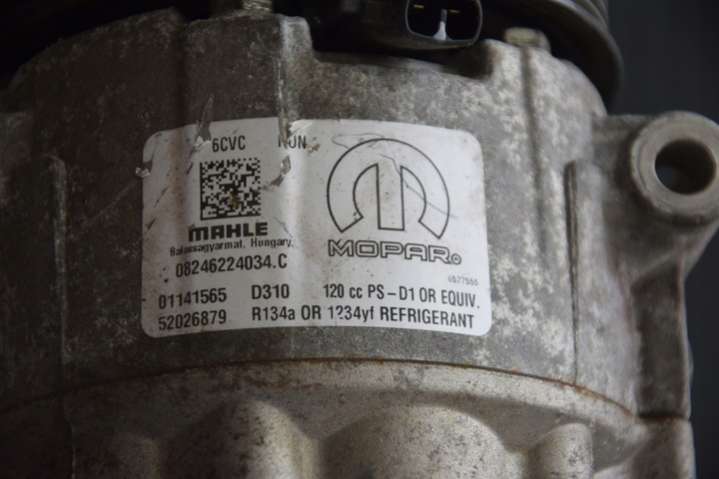 6CVC HUN
MAHLE
Balassagyarmat, Hungary.
08246224034.C
MOPAR®
01141565 D310 120 cc PS-D1 OR EQUIV.
52026879 R134a OR 1234yf REFRIGERANT